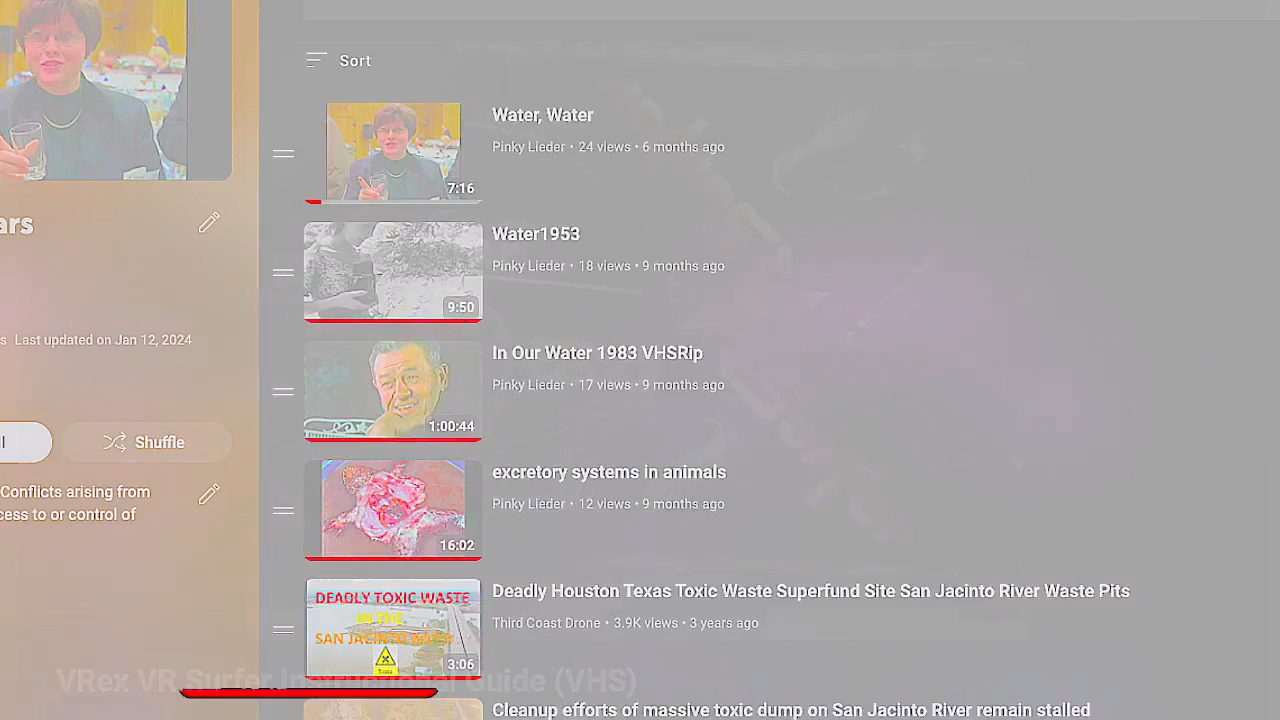 Sort
Water, Water
Pinky Lieder • 24 views • 6 months ago
7:16
Water1953
Pinky Lieder • 18 views • 9 months ago
9:50
ars
In Our Water 1983 VHSRip
Pinky Lieder • 17 views • 9 months ago
1:00:44
s Last updated on Jan 12, 2024
Shuffle
excretory systems in animals
Pinky Lieder • 12 views • 9 months ago
16:02
Conflicts arising from
cess to or control of
Deadly Houston Texas Toxic Waste Superfund Site San Jacinto River Waste Pits
Third Coast Drone • 3.9K views • 3 years ago
DEADLY TOXIC WASTE
IN THE
SAN JACINTO RIVER
3:06
VRex VR Surfer Instructional Guide (VHS)
Cleanup efforts of massive toxic dump on San Jacinto River remain stalled